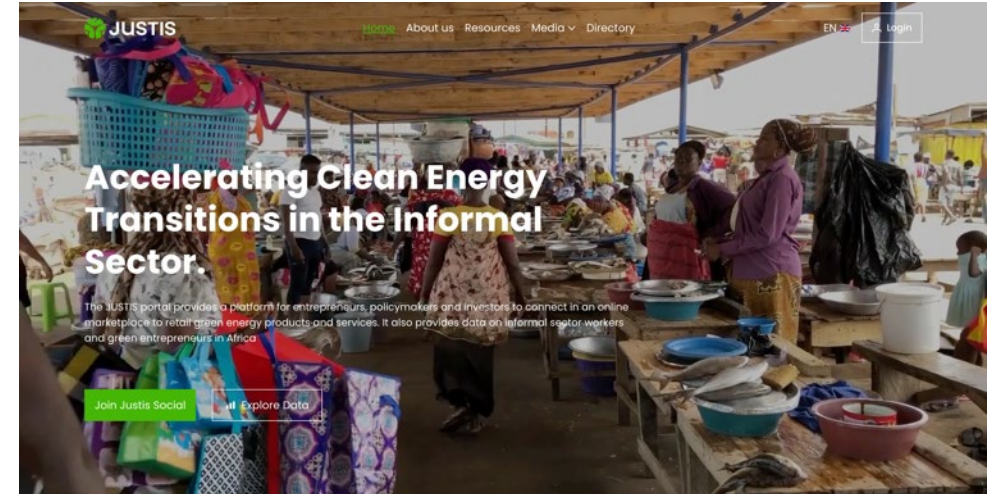 JUSTIS
Home About us Resources Media Directory
EN
Login
Accelerating Clean Energy
Transitions in the Informal
Sector.
The JUSTIS portal provides a platform for entrepreneurs, policymakers and investors to connect in an online
marketplace to retail green energy products and services. It also provides data on informal sector workers
and green entrepreneurs in Africa
Join Justis Social
Explore Data